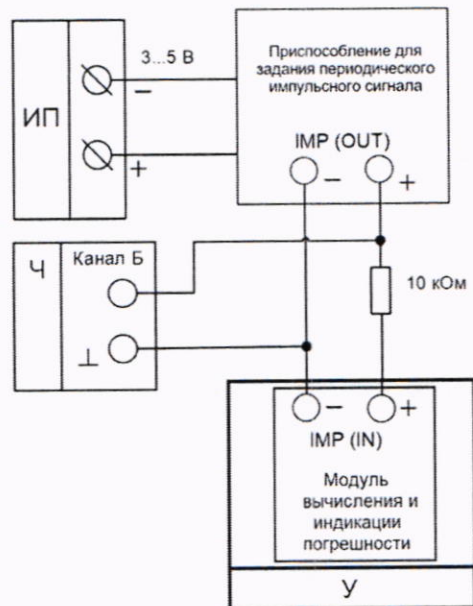 3...5 В
−
+
ИП
Приспособление для
задания периодического
импульсного сигнала
IMP (OUT)
−
+
Ч
Канал Б
⊥
10 кОм
−
+
IMP (IN)
Модуль
вычисления и
индикации
погрешности
У